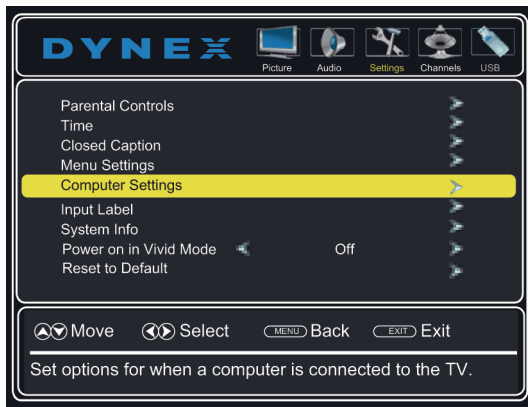 DYNEX
Picture Audio Settings Channels USB
Parental Controls
Time
Closed Caption
Menu Settings
Computer Settings
Input Label
System Info
Power on in Vivid Mode Off
Reset to Default
Move Select MENU Back EXIT Exit
Set options for when a computer is connected to the TV.